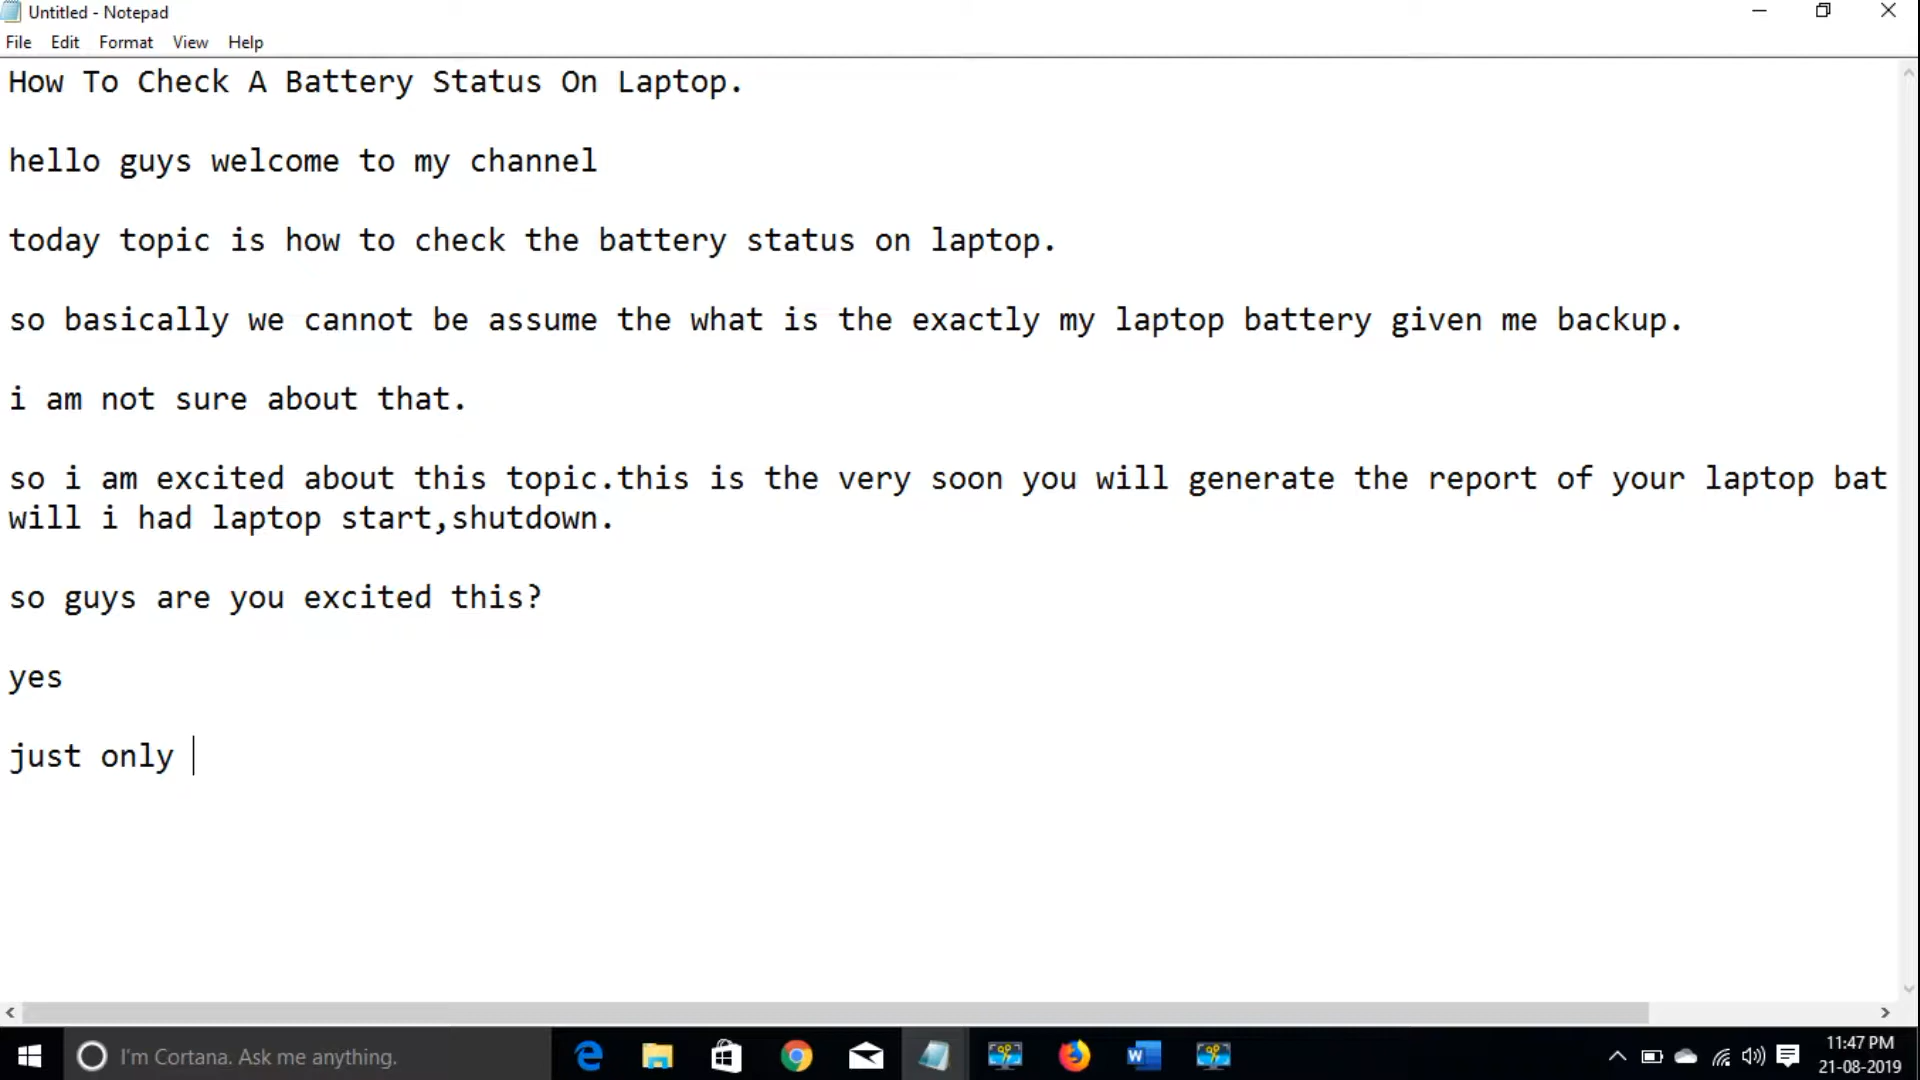 Untitled - Notepad
File Edit Format View Help
How To Check A Battery Status On Laptop.
hello guys welcome to my channel
today topic is how to check the battery status on laptop.
so basically we cannot be assume the what is the exactly my laptop battery given me backup.
i am not sure about that.
so i am excited about this topic.this is the very soon you will generate the report of your laptop bat
will i had laptop start,shutdown.
so guys are you excited this?
yes
just only
I'm Cortana. Ask me anything.
11:47 PM
21-08-2019